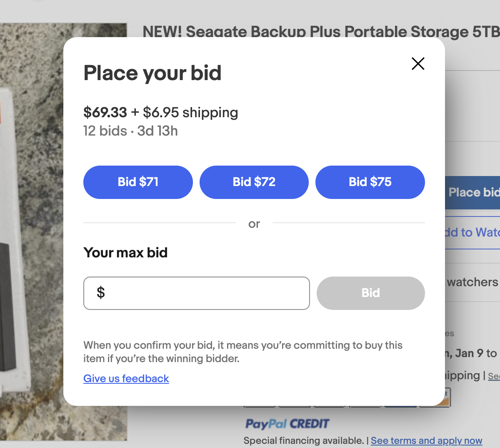 NEW! Seagate Backup Plus Portable Storage 5TB
Place your bid
$69.33 + $6.95 shipping
12 bids · 3d 13h
Bid $71
Bid $72
Bid $75
Place bid
or
dd to Watc
Your max bid
$
Bid
watchers
When you confirm your bid, it means you're committing to buy this
item if you're the winning bidder.
Give us feedback
es
n, Jan 9 to
ipping | See
PayPal CREDIT
Special financing available. | See terms and apply now